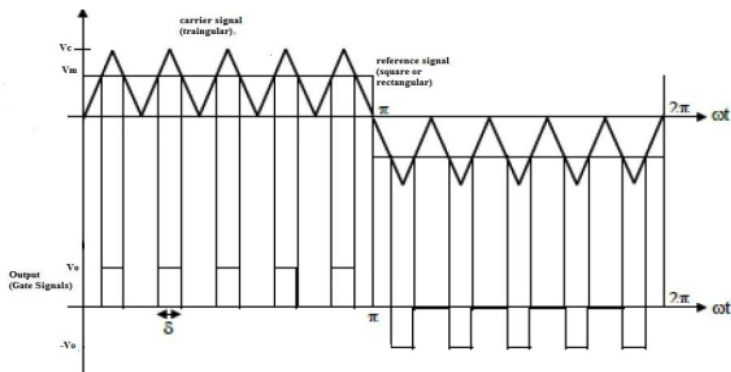 carrier signal
(traingular).
Vc
Vm
reference signal
(square or
rectangular)
π
2π
ωt
Output
(Gate Signals)
Vo
δ
π
2π
ωt
-Vo